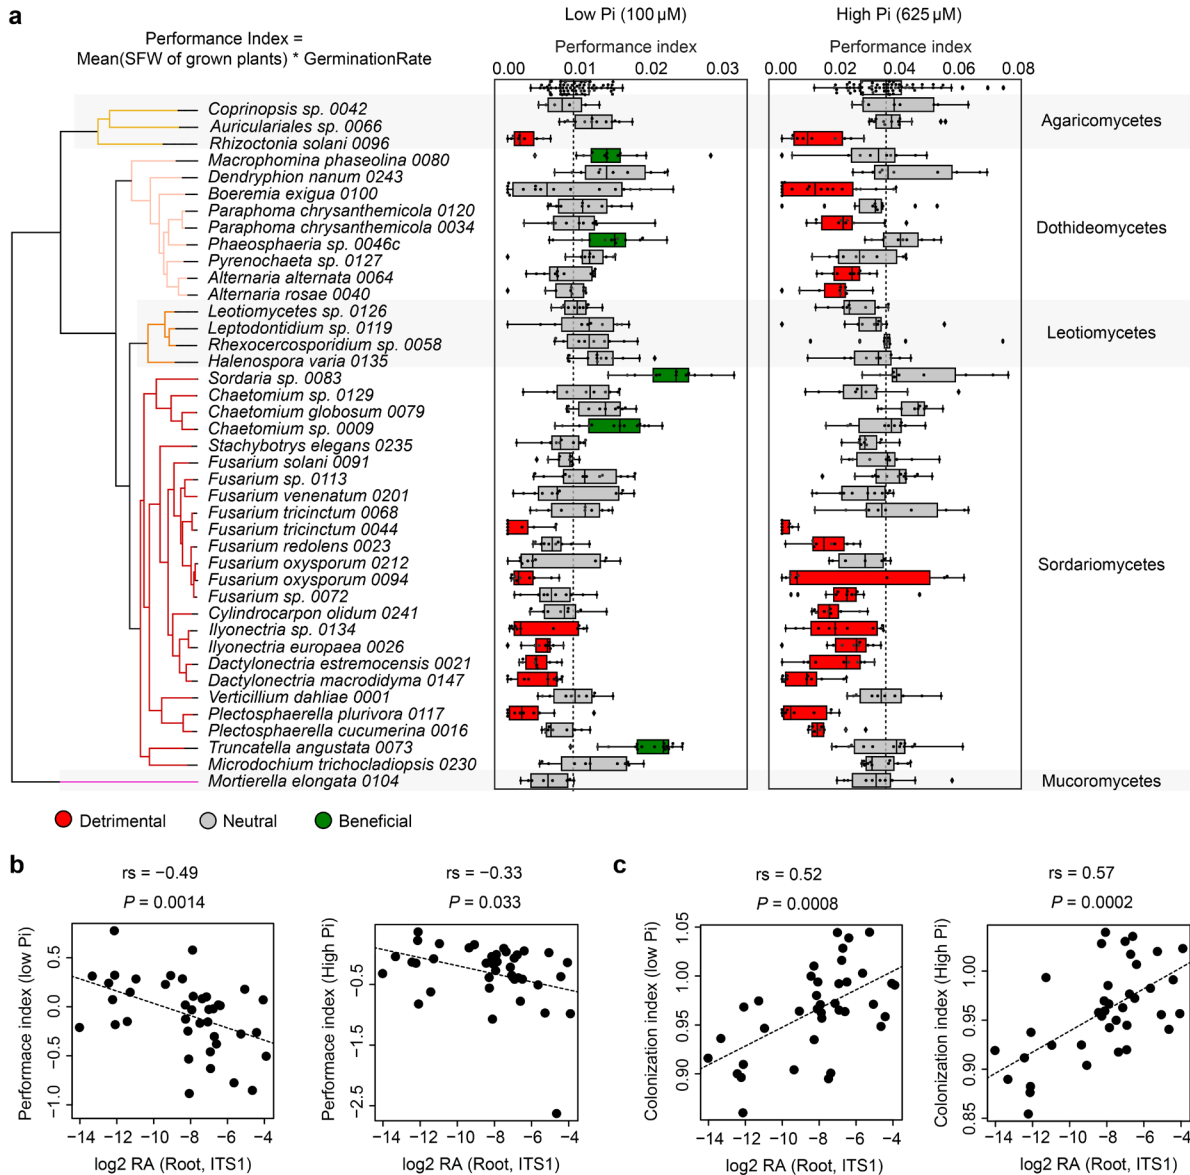 a
Performance Index =
Mean(SFW of grown plants) * GerminationRate
Low Pi (100 µM)
High Pi (625 µM)
Performance index
Performance index
0.00 0.01 0.02 0.03
0.00 0.02 0.04 0.06 0.08
Coprinopsis sp. 0042
Auriculariales sp. 0066
Rhizoctonia solani 0096
Macrophomina phaseolina 0080
Dendryphion nanum 0243
Boeremia exigua 0100
Paraphoma chrysanthemicola 0120
Paraphoma chrysanthemicola 0034
Phaeosphaeria sp. 0046c
Pyrenochaeta sp. 0127
Alternaria alternata 0064
Alternaria rosae 0040
Leotiomycetes sp. 0126
Leptodontidium sp. 0119
Rhexocercosporidium sp. 0058
Halenospora varia 0135
Sordaria sp. 0083
Chaetomium sp. 0129
Chaetomium globosum 0079
Chaetomium sp. 0009
Stachybotrys elegans 0235
Fusarium solani 0091
Fusarium sp. 0113
Fusarium venenatum 0201
Fusarium tricinctum 0068
Fusarium tricinctum 0044
Fusarium redolens 0023
Fusarium oxysporum 0212
Fusarium oxysporum 0094
Fusarium sp. 0072
Cylindrocarpon olidum 0241
Ilyonectria sp. 0134
Ilyonectria europaea 0026
Dactylonectria estremocensis 0021
Dactylonectria macrodidyma 0147
Verticillium dahliae 0001
Plectosphaerella plurivora 0117
Plectosphaerella cucumerina 0016
Truncatella angustata 0073
Microdochium trichocladiopsis 0230
Mortierella elongata 0104
Agaricomycetes
Dothideomycetes
Leotiomycetes
Sordariomycetes
Mucoromycetes
Detrimental
Neutral
Beneficial
b
rs = −0.49
P = 0.0014
Performance index (low Pi)
0.5
0.0
−0.5
−1.0
−14 −12 −10 −8 −6 −4
log2 RA (Root, ITS1)
rs = −0.33
P = 0.033
Performance index (High Pi)
−0.5
−1.5
−2.5
−14 −12 −10 −8 −6 −4
log2 RA (Root, ITS1)
c
rs = 0.52
P = 0.0008
Colonization index (low Pi)
1.05
1.00
0.95
0.90
−14 −12 −10 −8 −6 −4
log2 RA (Root, ITS1)
rs = 0.57
P = 0.0002
Colonization index (High Pi)
1.00
0.95
0.90
0.85
−14 −12 −10 −8 −6 −4
log2 RA (Root, ITS1)